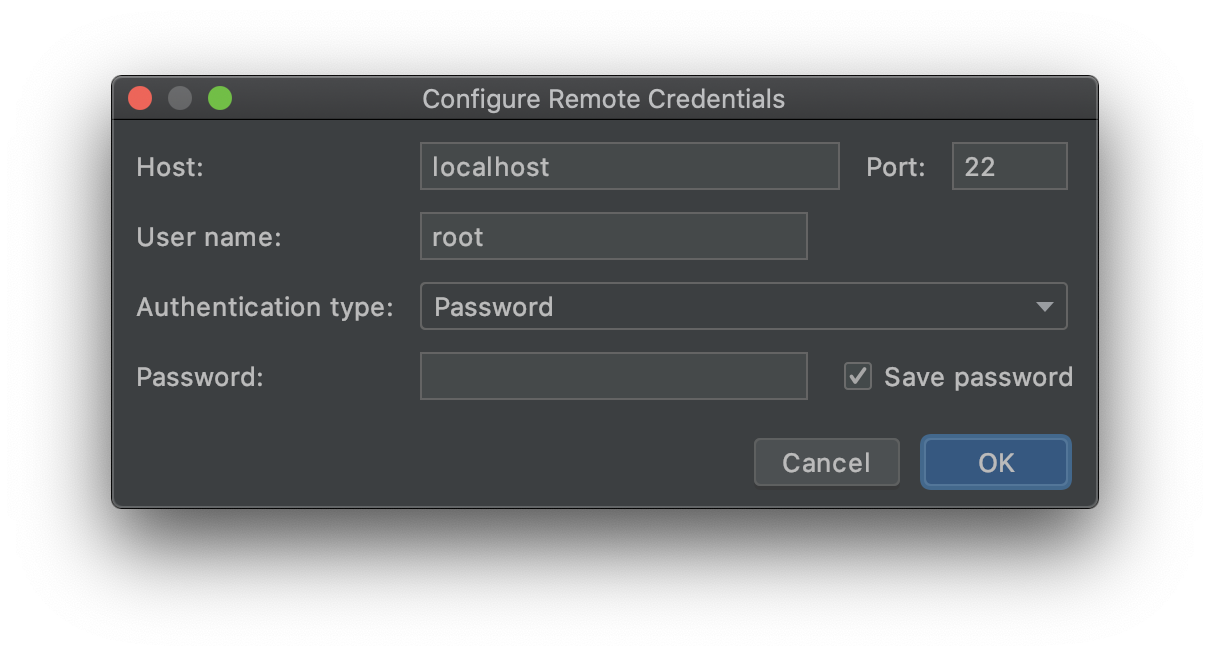 Configure Remote Credentials
Host: localhost Port: 22
User name: root
Authentication type: Password
Password: Save password
Cancel OK